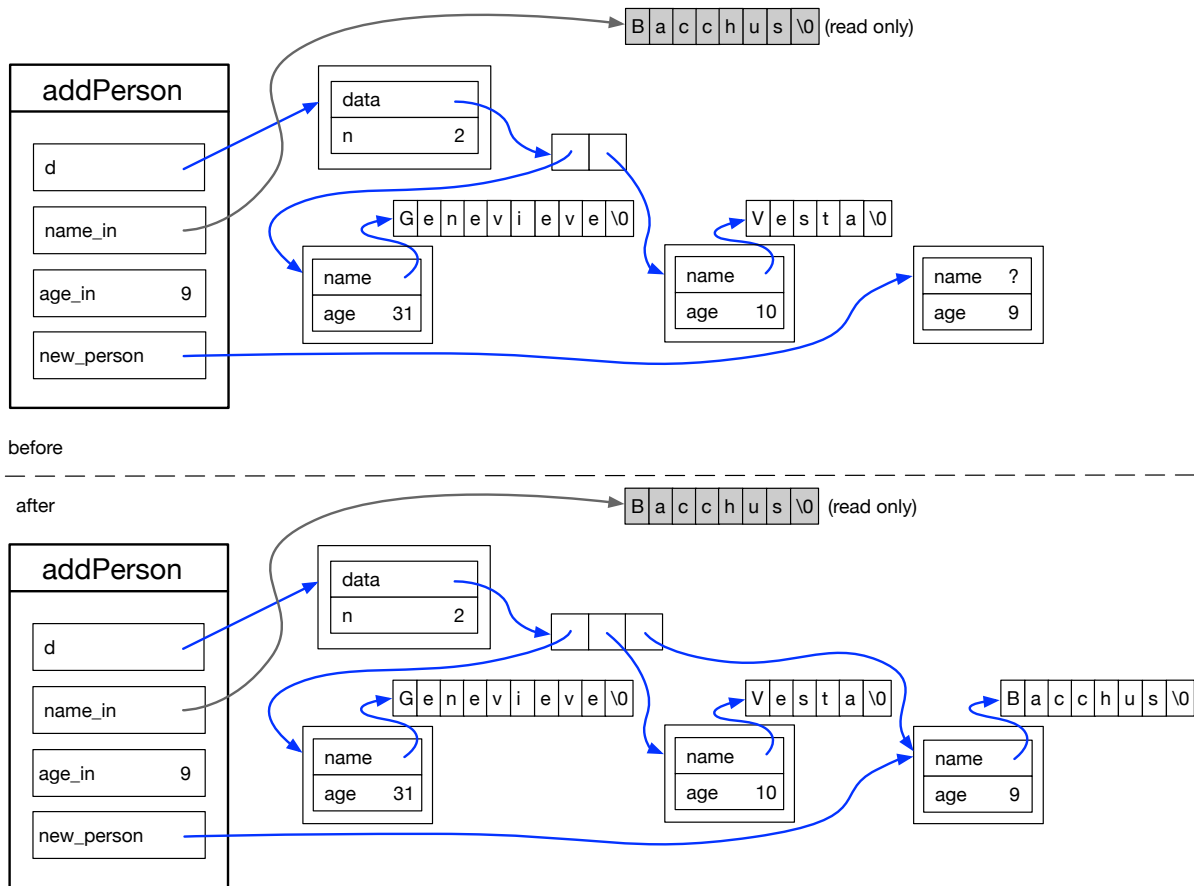 B a c c h u s \0 (read only)
addPerson
data
n 2
d
name_in
G e n e v i e v e \0
V e s t a \0
name
age 31
name
age 10
name ?
age 9
age_in 9
new_person
before
after
B a c c h u s \0 (read only)
addPerson
data
n 2
d
name_in
G e n e v i e v e \0
V e s t a \0
B a c c h u s \0
name
age 31
name
age 10
name
age 9
age_in 9
new_person